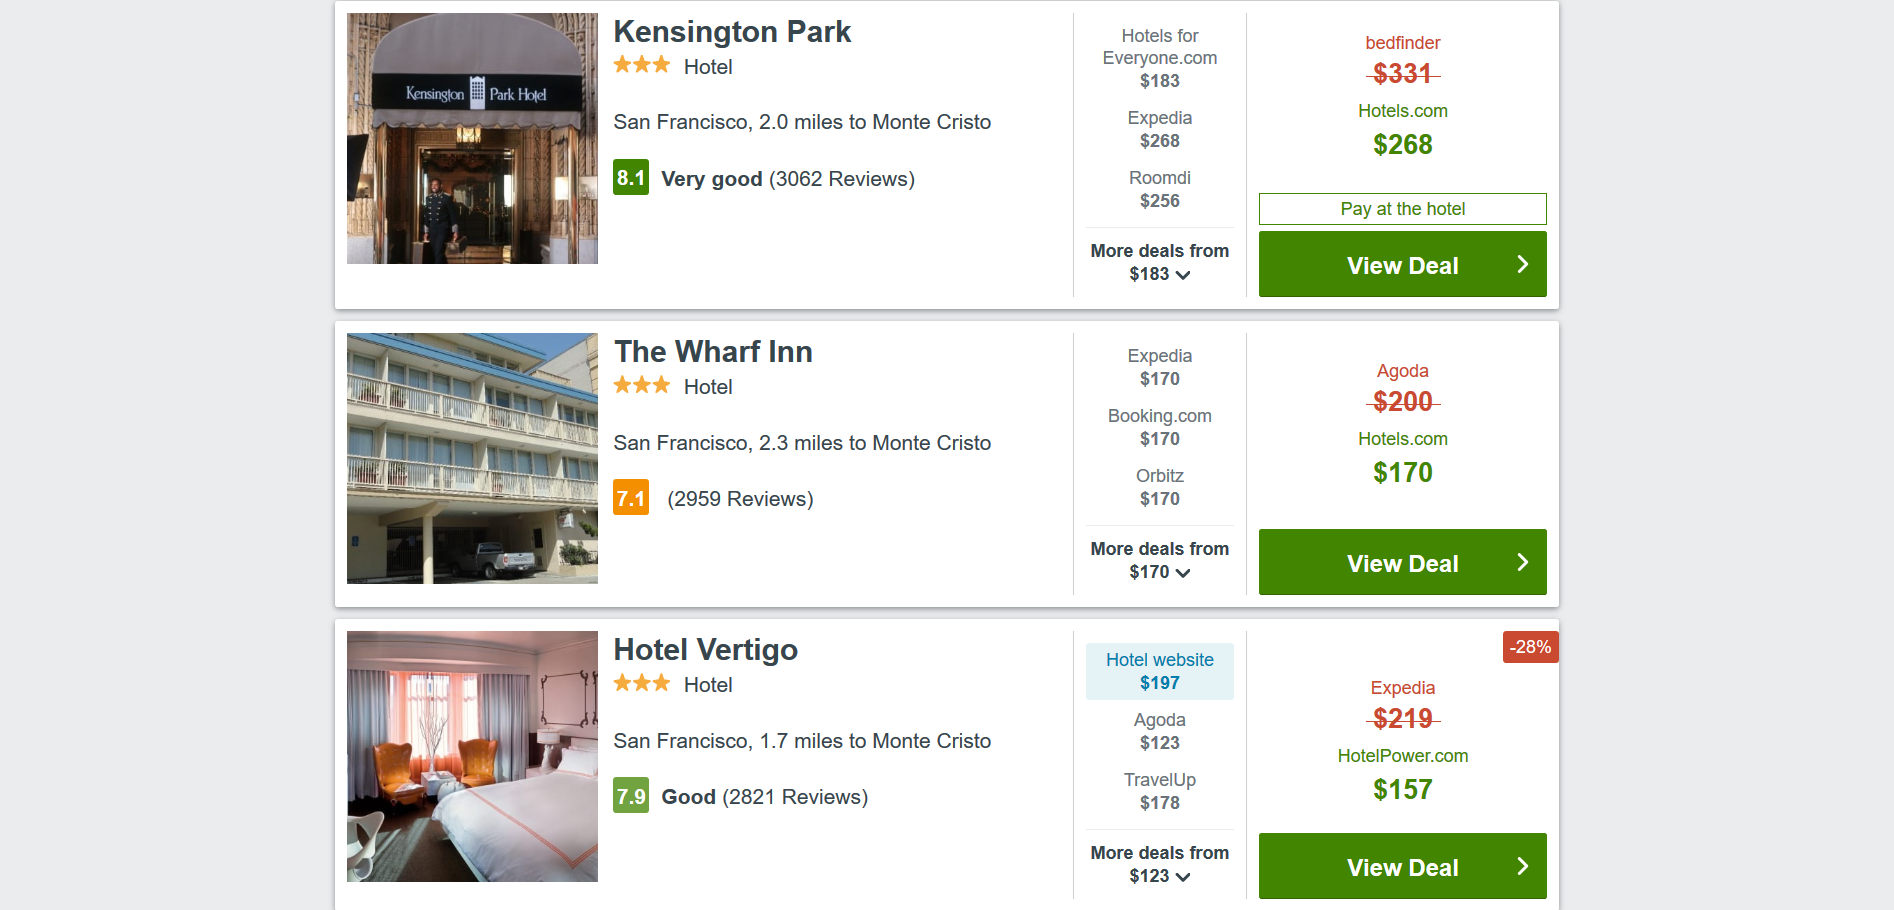 Kensington Park Hotel
Kensington Park
Hotel
San Francisco, 2.0 miles to Monte Cristo
8.1 Very good (3062 Reviews)
Hotels for
Everyone.com
$183
Expedia
$268
Roomdi
$256
More deals from
$183
bedfinder
$331
Hotels.com
$268
Pay at the hotel
View Deal
The Wharf Inn
Hotel
San Francisco, 2.3 miles to Monte Cristo
7.1 (2959 Reviews)
Expedia
$170
Booking.com
$170
Orbitz
$170
More deals from
$170
Agoda
$200
Hotels.com
$170
View Deal
Hotel Vertigo
Hotel
San Francisco, 1.7 miles to Monte Cristo
7.9 Good (2821 Reviews)
Hotel website
$197
Agoda
$123
TravelUp
$178
More deals from
$123
-28%
Expedia
$219
HotelPower.com
$157
View Deal